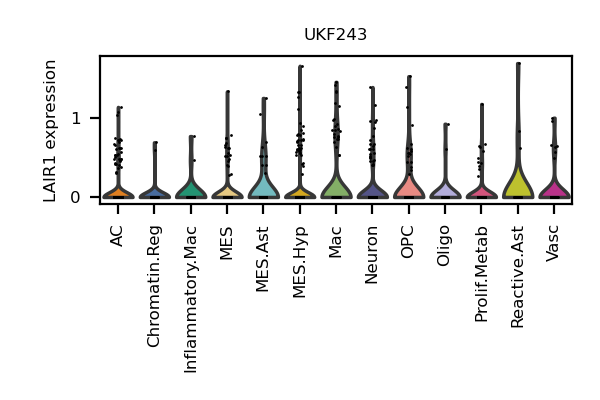 UKF243
LAIR1 expression
1
0
AC
Chromatin.Reg
Inflammatory.Mac
MES
MES.Ast
MES.Hyp
Mac
Neuron
OPC
Oligo
Prolif.Metab
Reactive.Ast
Vasc